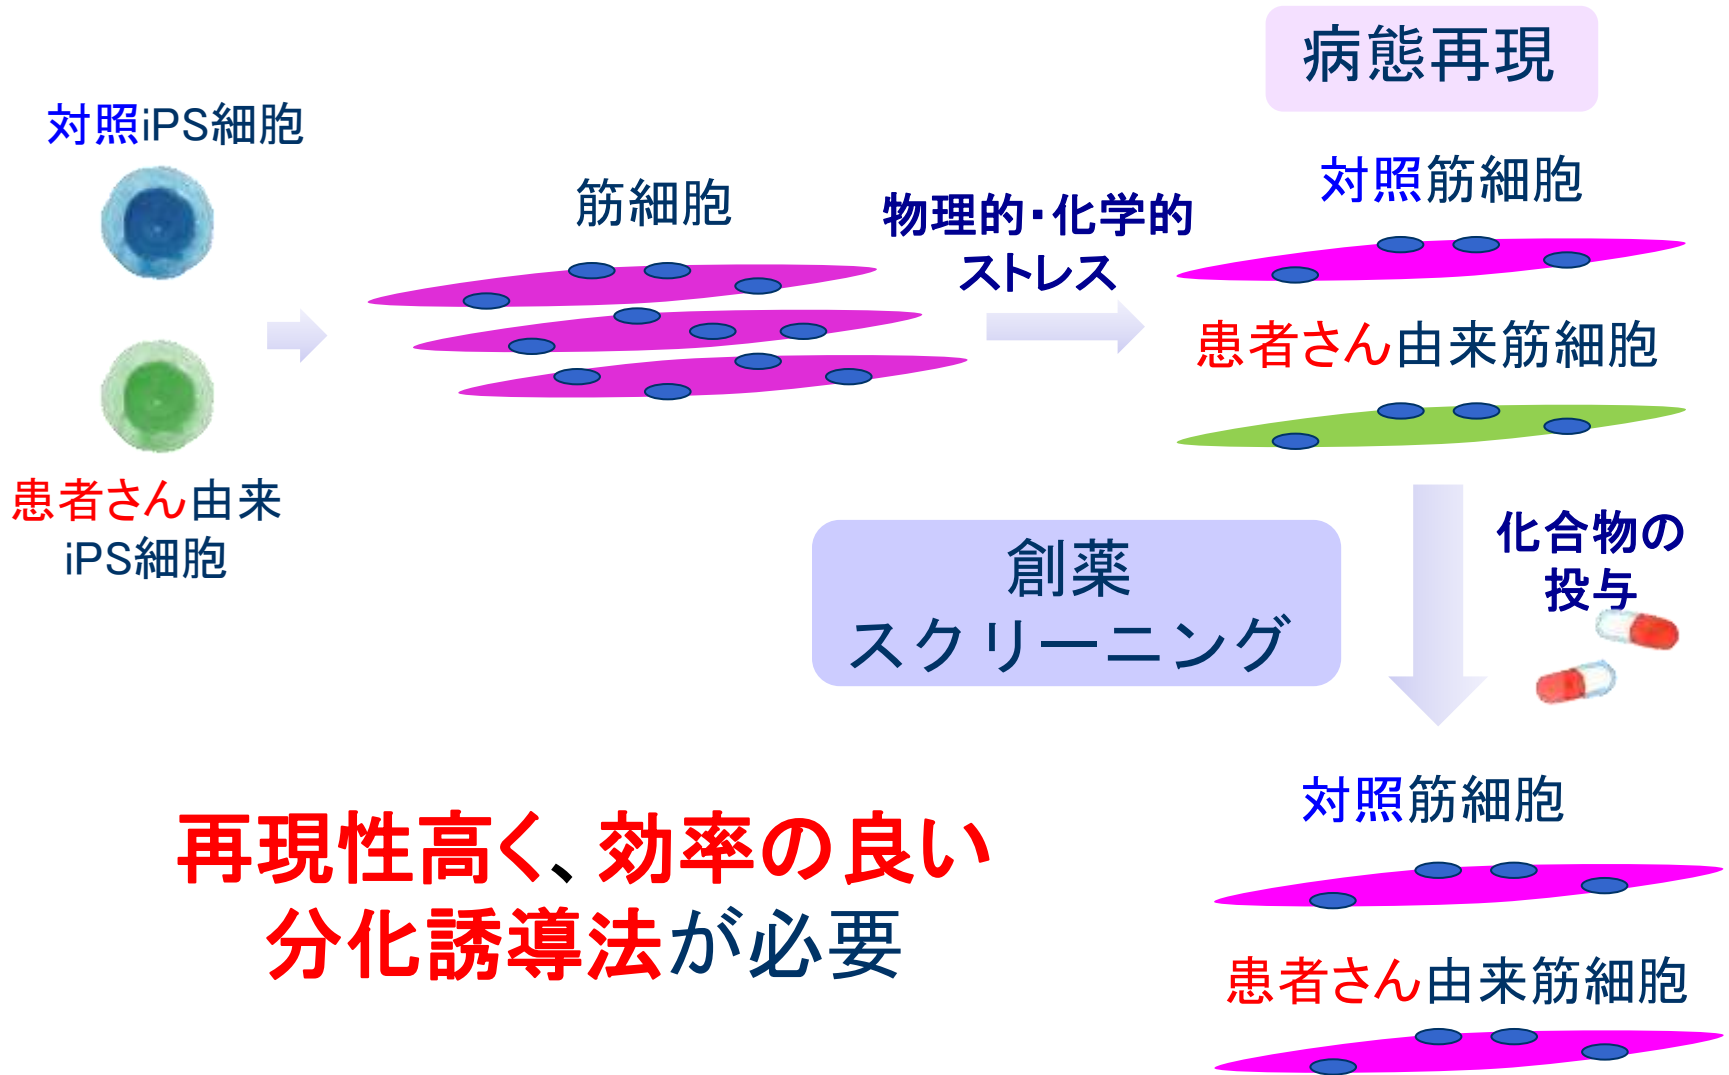 病態再現
対照iPS細胞
筋細胞
物理的・化学的
ストレス
対照筋細胞
患者さん由来筋細胞
患者さん由来
iPS細胞
創薬
スクリーニング
化合物の
投与
対照筋細胞
患者さん由来筋細胞
再現性高く、効率の良い
分化誘導法が必要